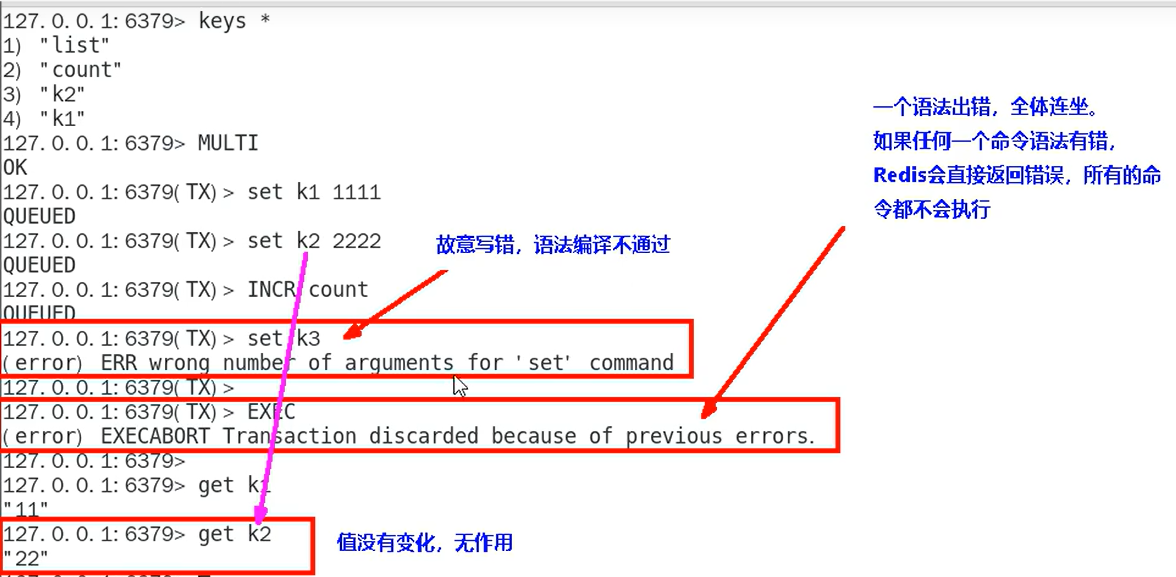 127.0.0.1:6379> keys *
1) "list"
2) "count"
3) "k2"
4) "k1"
127.0.0.1:6379> MULTI
OK
127.0.0.1:6379(TX)> set k1 1111
QUEUED
127.0.0.1:6379(TX)> set k2 2222
QUEUED
127.0.0.1:6379(TX)> INCR count
QUEUED
127.0.0.1:6379(TX)> set k3
(error) ERR wrong number of arguments for 'set' command
127.0.0.1:6379(TX)>
127.0.0.1:6379(TX)> EXEC
(error) EXECABORT Transaction discarded because of previous errors.
127.0.0.1:6379>
127.0.0.1:6379> get k1
"11"
127.0.0.1:6379> get k2
"22"
一个语法出错，全体连坐。
如果任何一个命令语法有错，
Redis会直接返回错误，所有的命
令都不会执行
故意写错，语法编译不通过
值没有变化，无作用